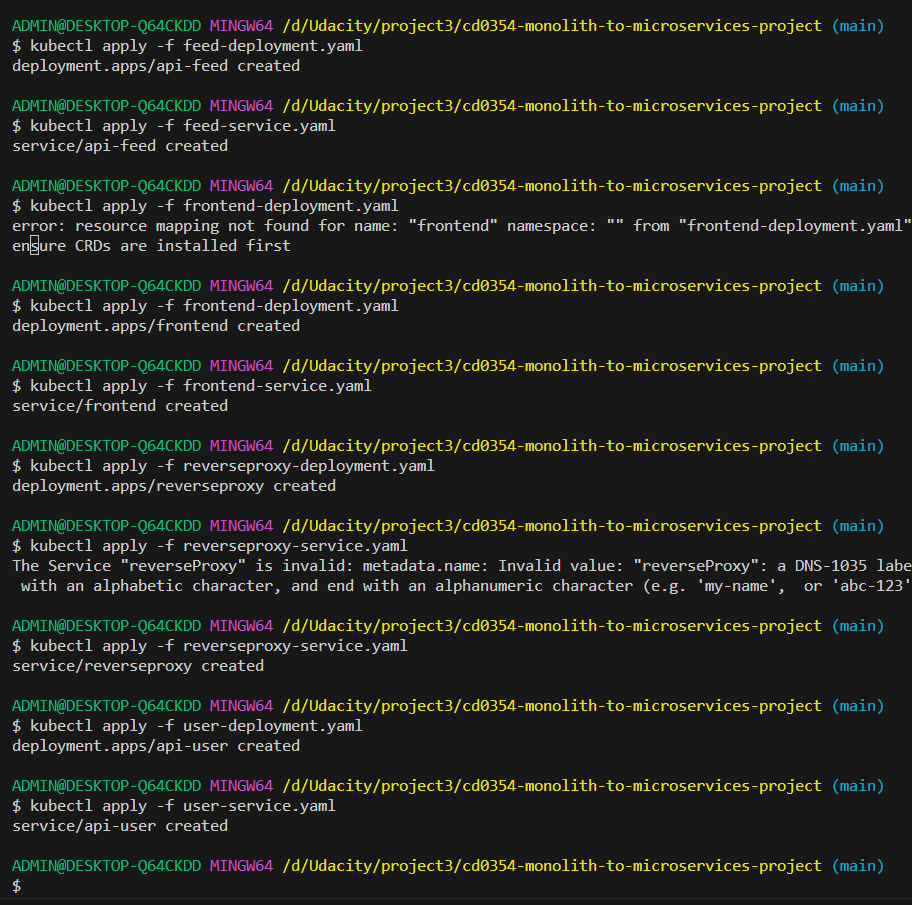 ADMIN@DESKTOP-Q64CKDD MINGW64 /d/Udacity/project3/cd0354-monolith-to-microservices-project (main)
$ kubectl apply -f feed-deployment.yaml
deployment.apps/api-feed created
ADMIN@DESKTOP-Q64CKDD MINGW64 /d/Udacity/project3/cd0354-monolith-to-microservices-project (main)
$ kubectl apply -f feed-service.yaml
service/api-feed created
ADMIN@DESKTOP-Q64CKDD MINGW64 /d/Udacity/project3/cd0354-monolith-to-microservices-project (main)
$ kubectl apply -f frontend-deployment.yaml
error: resource mapping not found for name: "frontend" namespace: "" from "frontend-deployment.yaml"
ensure CRDs are installed first
ADMIN@DESKTOP-Q64CKDD MINGW64 /d/Udacity/project3/cd0354-monolith-to-microservices-project (main)
$ kubectl apply -f frontend-deployment.yaml
deployment.apps/frontend created
ADMIN@DESKTOP-Q64CKDD MINGW64 /d/Udacity/project3/cd0354-monolith-to-microservices-project (main)
$ kubectl apply -f frontend-service.yaml
service/frontend created
ADMIN@DESKTOP-Q64CKDD MINGW64 /d/Udacity/project3/cd0354-monolith-to-microservices-project (main)
$ kubectl apply -f reverseproxy-deployment.yaml
deployment.apps/reverseproxy created
ADMIN@DESKTOP-Q64CKDD MINGW64 /d/Udacity/project3/cd0354-monolith-to-microservices-project (main)
$ kubectl apply -f reverseproxy-service.yaml
The Service "reverseProxy" is invalid: metadata.name: Invalid value: "reverseProxy": a DNS-1035 labe
with an alphabetic character, and end with an alphanumeric character (e.g. 'my-name',  or 'abc-123'
ADMIN@DESKTOP-Q64CKDD MINGW64 /d/Udacity/project3/cd0354-monolith-to-microservices-project (main)
$ kubectl apply -f reverseproxy-service.yaml
service/reverseproxy created
ADMIN@DESKTOP-Q64CKDD MINGW64 /d/Udacity/project3/cd0354-monolith-to-microservices-project (main)
$ kubectl apply -f user-deployment.yaml
deployment.apps/api-user created
ADMIN@DESKTOP-Q64CKDD MINGW64 /d/Udacity/project3/cd0354-monolith-to-microservices-project (main)
$ kubectl apply -f user-service.yaml
service/api-user created
ADMIN@DESKTOP-Q64CKDD MINGW64 /d/Udacity/project3/cd0354-monolith-to-microservices-project (main)
$